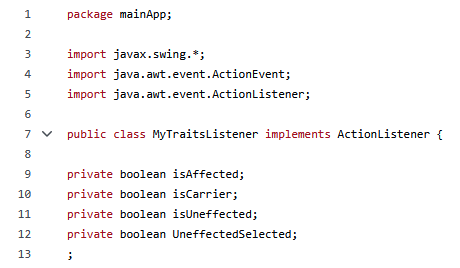 1 package mainApp;
2
3 import javax.swing.*;
4 import java.awt.event.ActionEvent;
5 import java.awt.event.ActionListener;
6
7 public class MyTraitsListener implements ActionListener {
8
9 private boolean isAffected;
10 private boolean isCarrier;
11 private boolean isUneffected;
12 private boolean UneffectedSelected;
13 ;